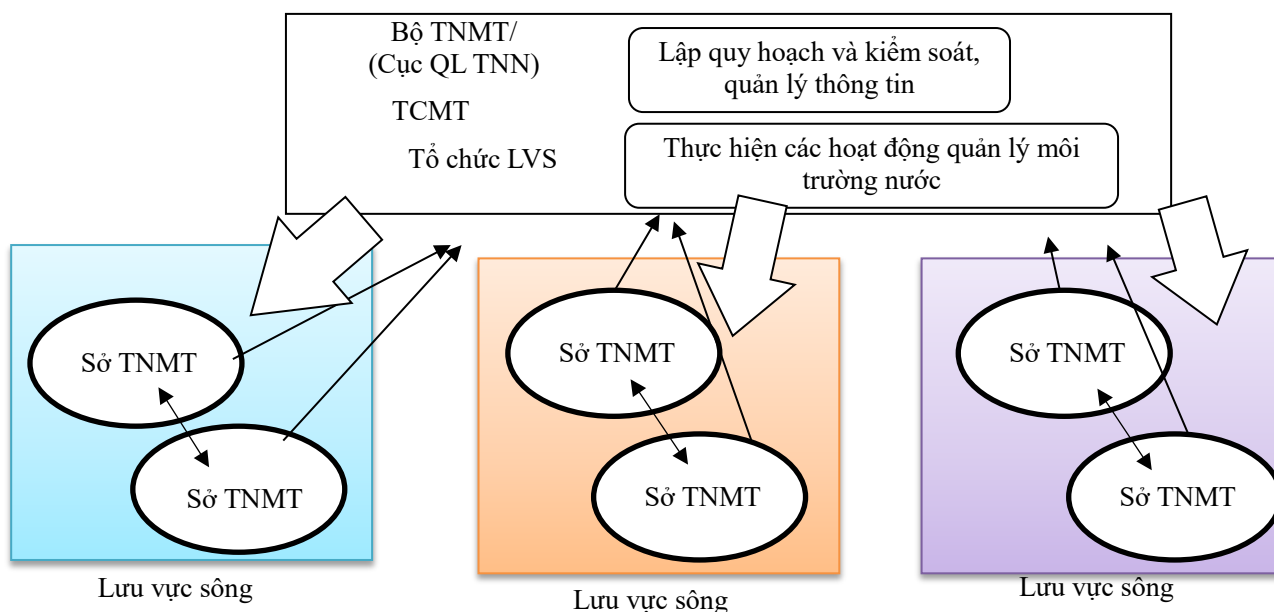 Bộ TNMT/
(Cục QL TNN)
TCMT
Tổ chức LVS
Lập quy hoạch và kiểm soát,
quản lý thông tin
Thực hiện các hoạt động quản lý môi
trường nước
Sở TNMT
Sở TNMT
Lưu vực sông
Sở TNMT
Sở TNMT
Lưu vực sông
Sở TNMT
Sở TNMT
Lưu vực sông